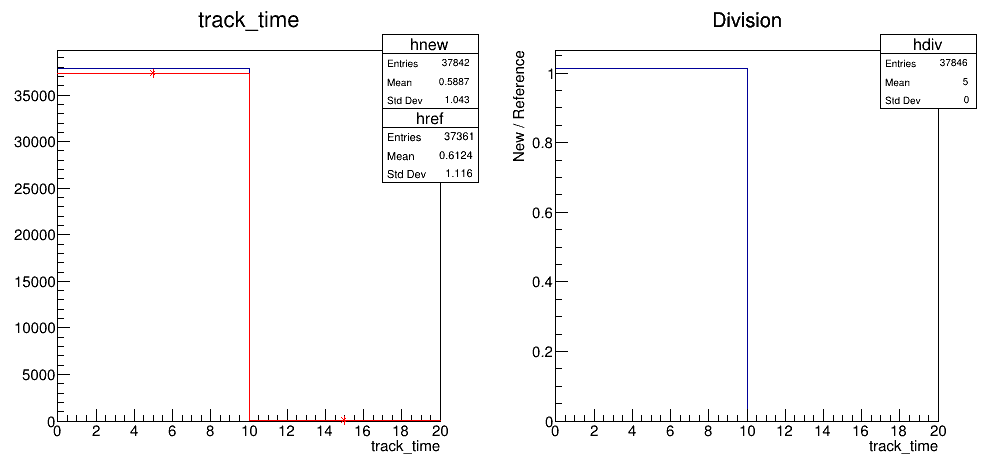 track_time
hnew
Entries 37842
Mean 0.5887
Std Dev 1.043
href
Entries 37361
Mean 0.6124
Std Dev 1.116
35000
30000
25000
20000
15000
10000
5000
0
0 2 4 6 8 10 12 14 16 18 20
track_time
Division
hdiv
Entries 37846
Mean 5
Std Dev 0
New / Reference
1
0.8
0.6
0.4
0.2
0
0 2 4 6 8 10 12 14 16 18 20
track_time